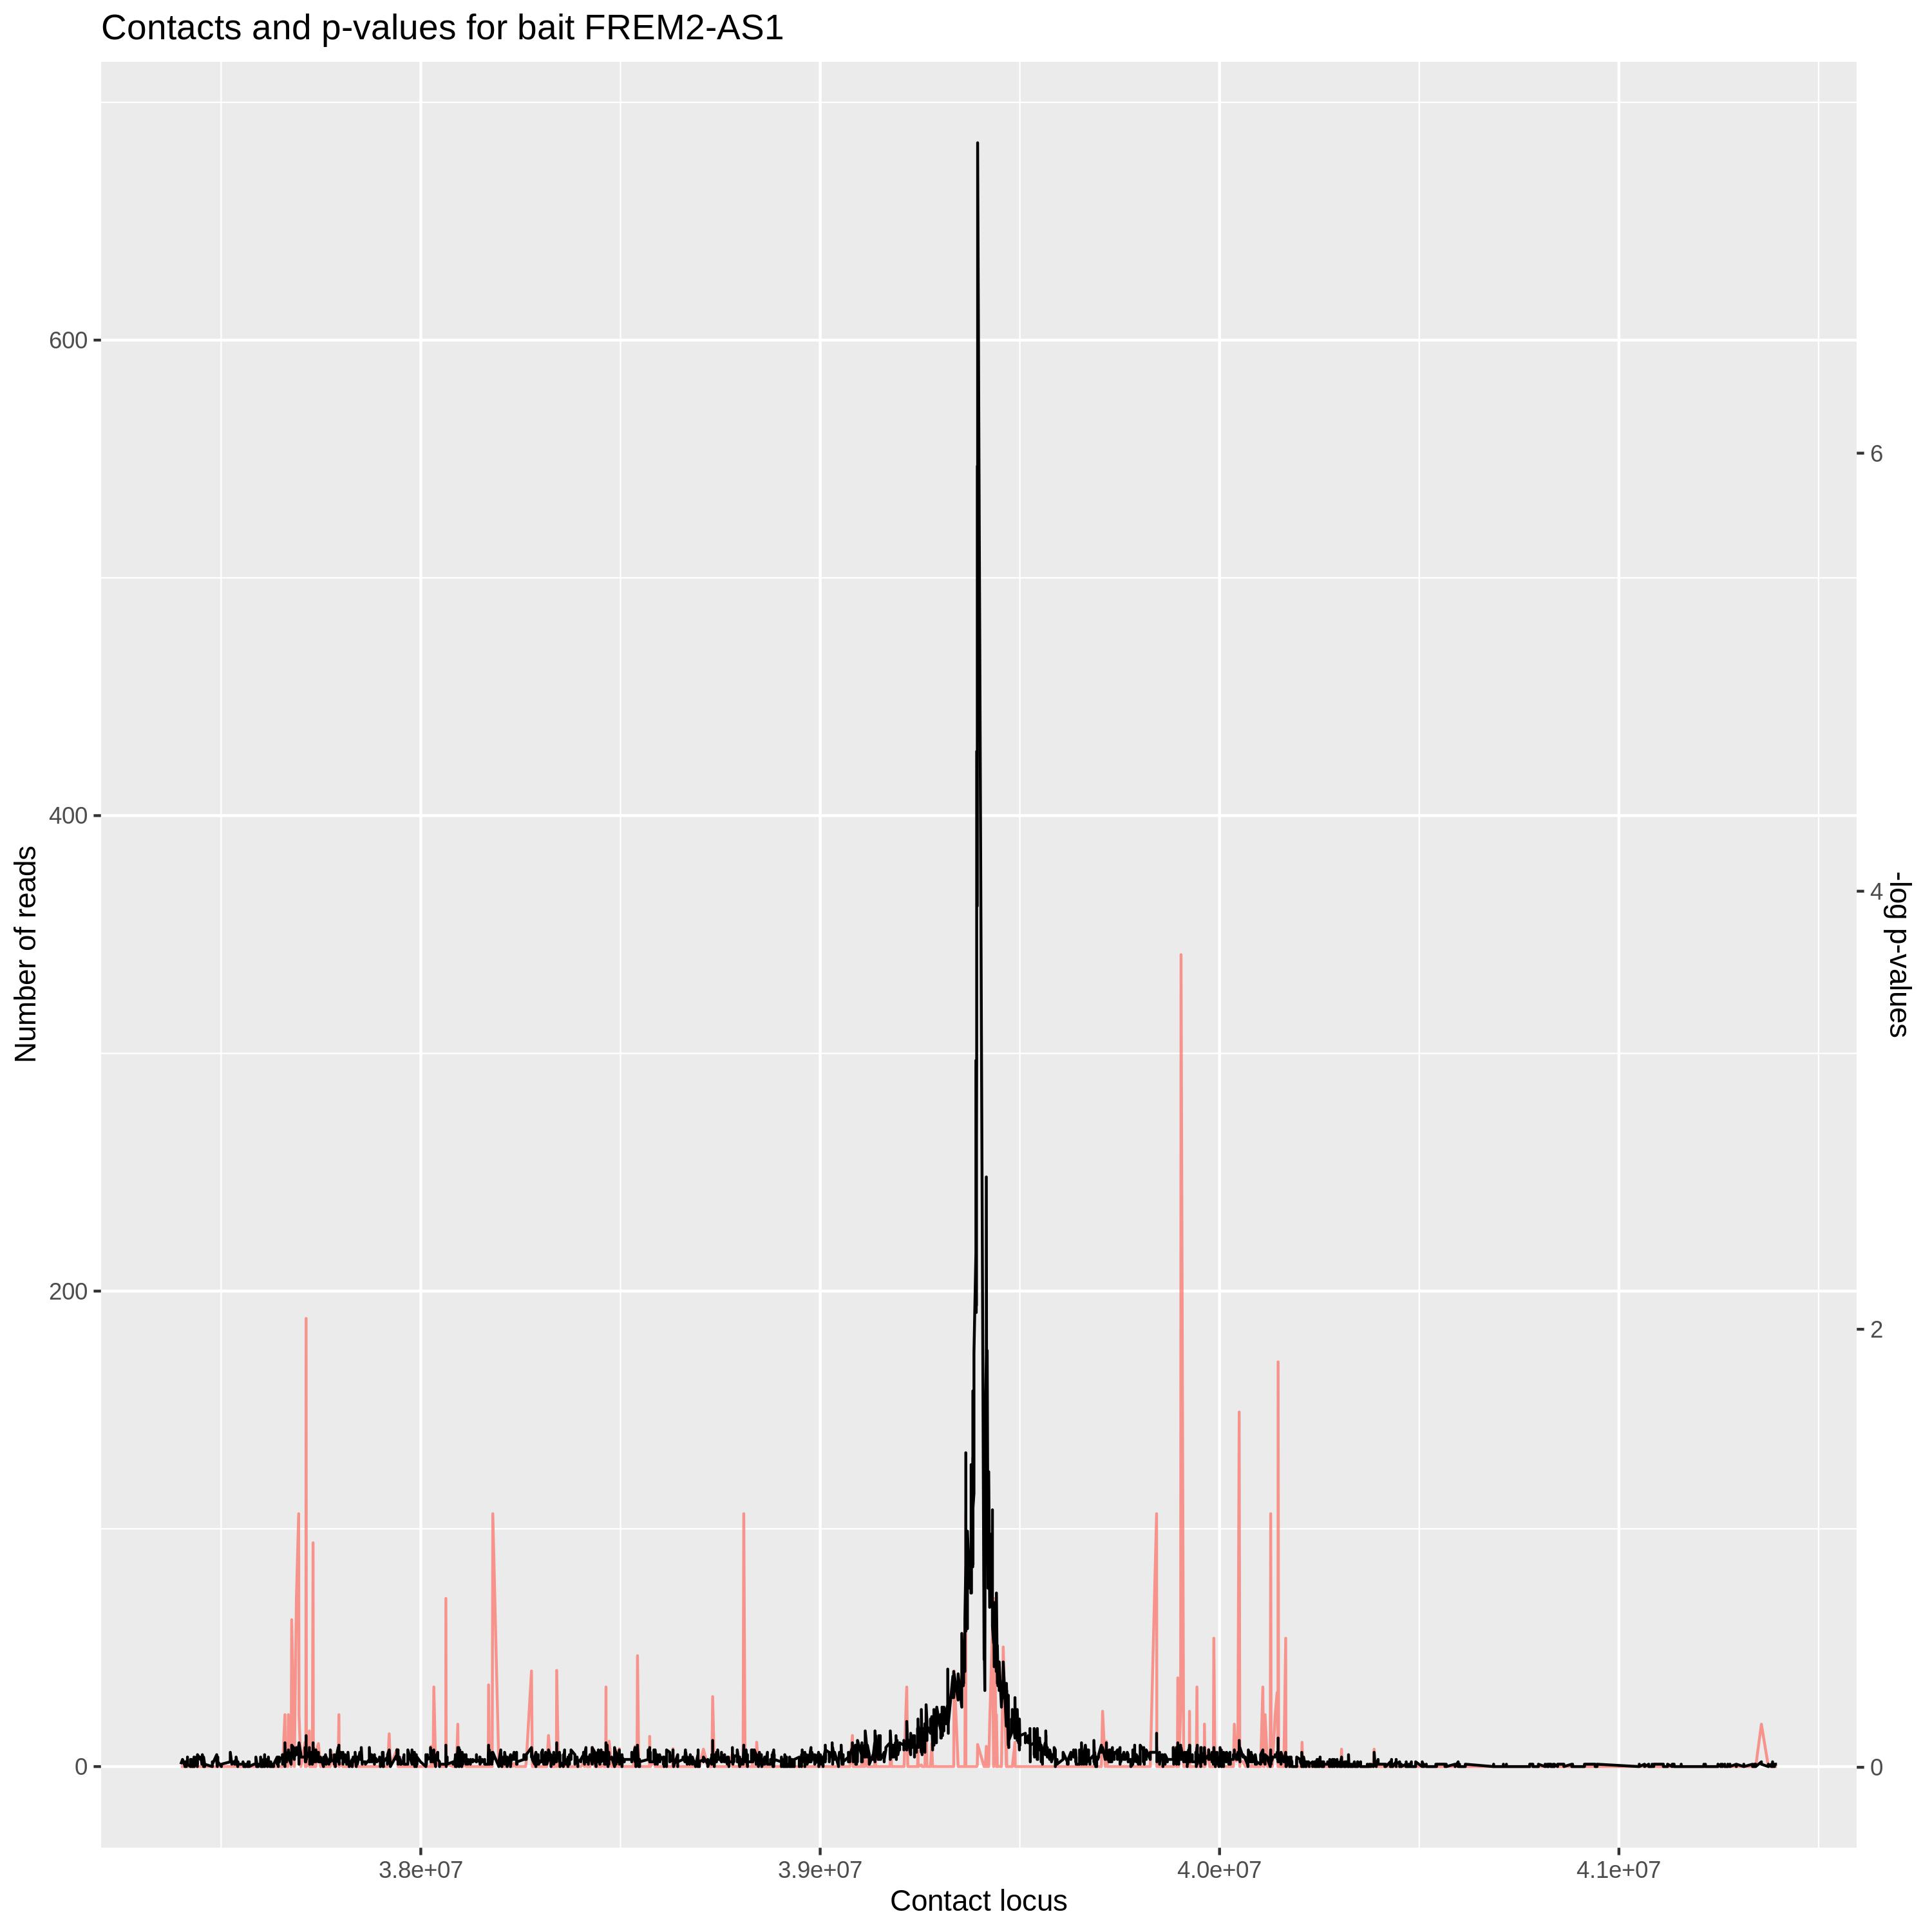 Contacts and p-values for bait FREM2-AS1
600
400
200
0
Number of reads
6
4
2
0
-log p-values
3.8e+07
3.9e+07
4.0e+07
4.1e+07
Contact locus